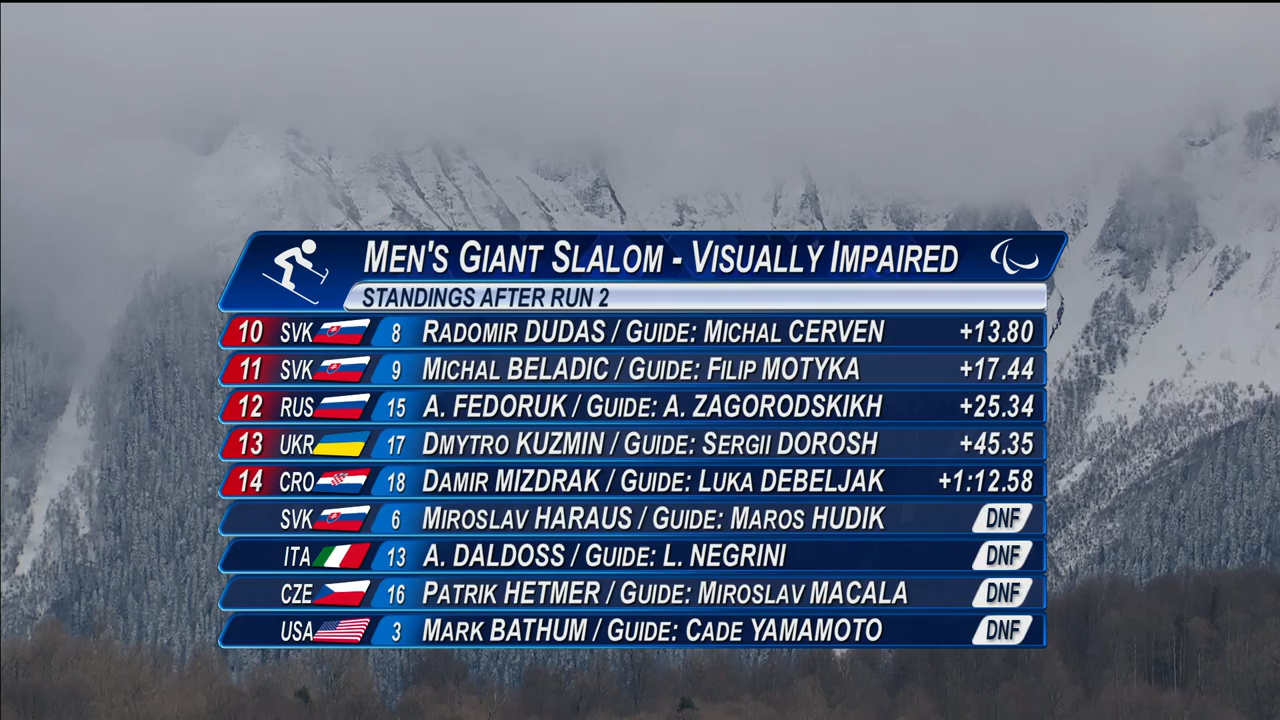 MEN'S GIANT SLALOM - VISUALLY IMPAIRED
STANDINGS AFTER RUN 2
10 SVK 8 RADOMIR DUDAS / GUIDE: MICHAL CERVEN +13.80
11 SVK 9 MICHAL BELADIC / GUIDE: FILIP MOTYKA +17.44
12 RUS 15 A. FEDORUK / GUIDE: A. ZAGORODSKIKH +25.34
13 UKR 17 DMYTRO KUZMIN / GUIDE: SERGII DOROSH +45.35
14 CRO 18 DAMIR MIZDRAK / GUIDE: LUKA DEBELJAK +1:12.58
SVK 6 MIROSLAV HARAUS / GUIDE: MAROS HUDIK DNF
ITA 13 A. DALDOSS / GUIDE: L. NEGRINI DNF
CZE 16 PATRIK HETMER / GUIDE: MIROSLAV MACALA DNF
USA 3 MARK BATHUM / GUIDE: CADE YAMAMOTO DNF